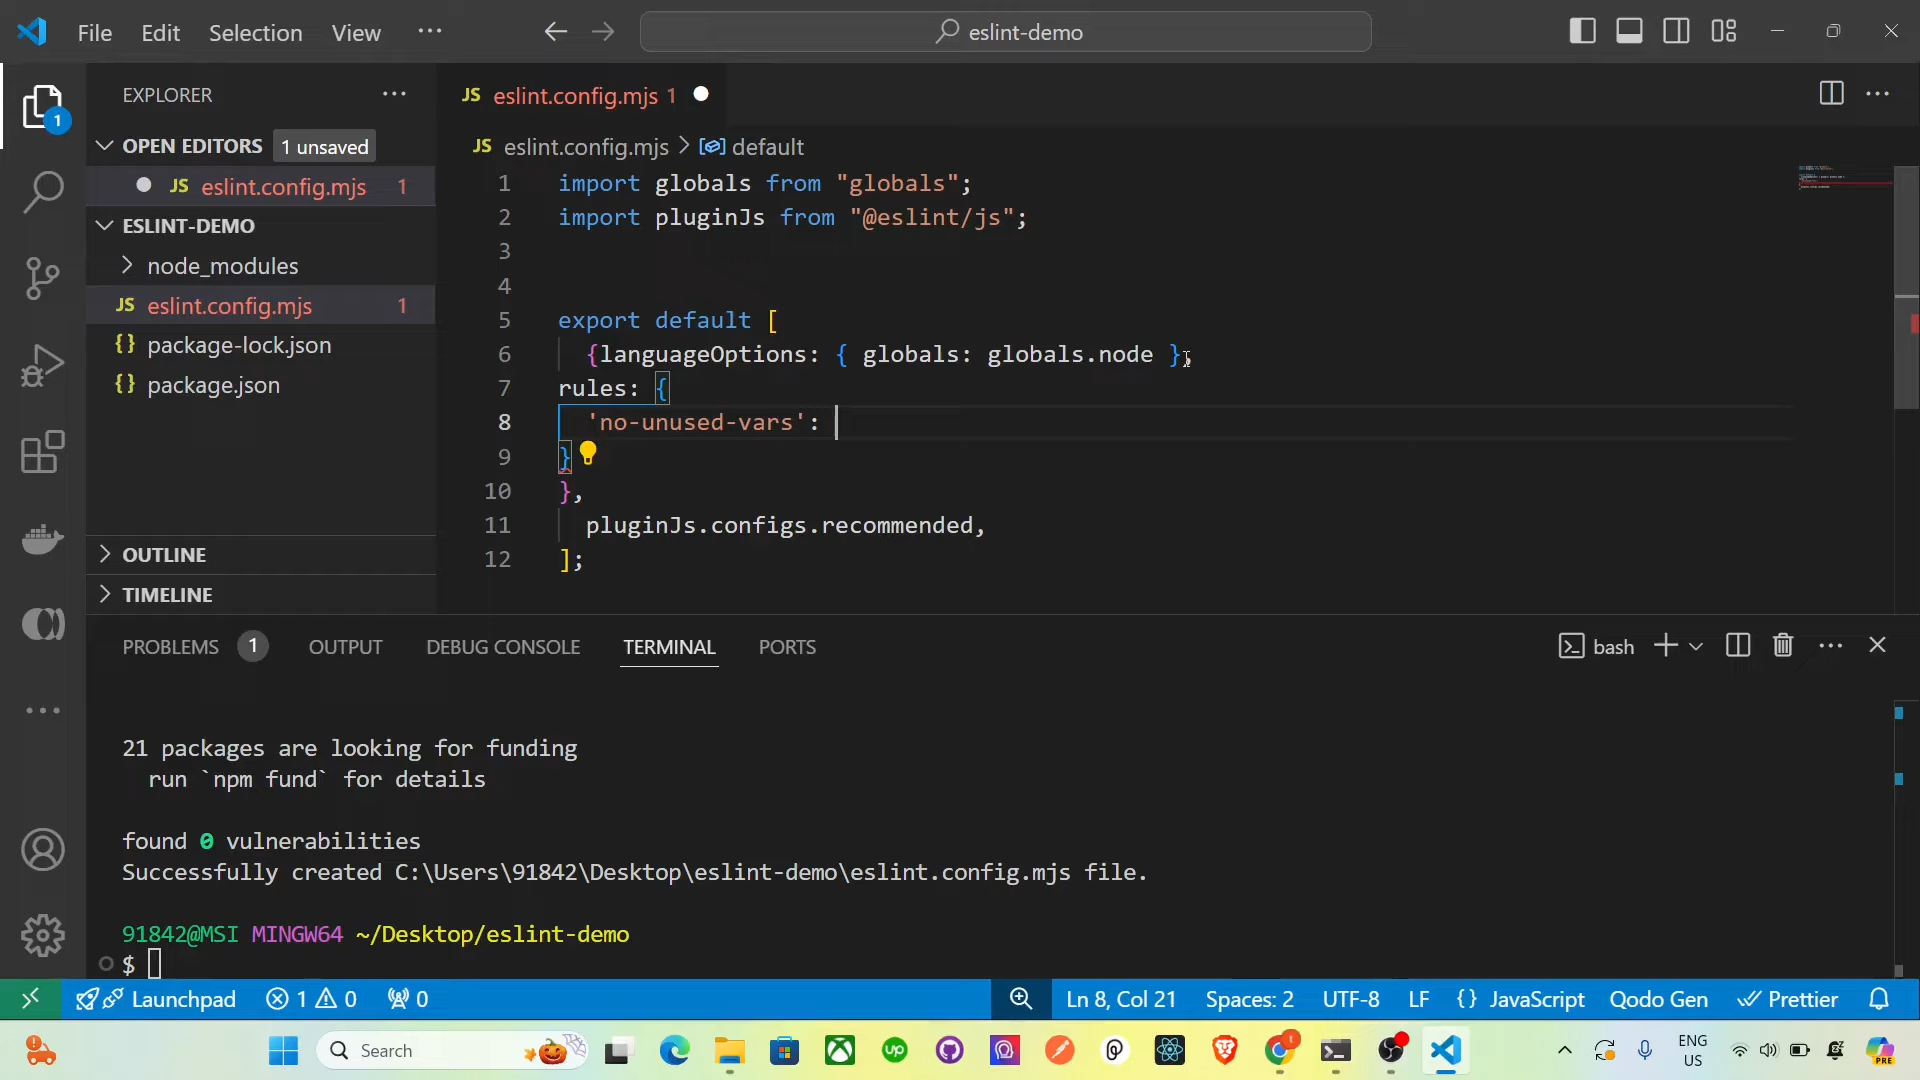 File Edit Selection View ···
eslint-demo
EXPLORER
OPEN EDITORS 1 unsaved
JS eslint.config.mjs 1
ESLINT-DEMO
node_modules
JS eslint.config.mjs 1
{} package-lock.json
{} package.json
OUTLINE
TIMELINE
1
JS eslint.config.mjs 1
JS eslint.config.mjs > default
1 import globals from "globals";
2 import pluginJs from "@eslint/js";
3
4
5 export default [
6 {languageOptions: { globals: globals.node },
7 rules: {
8 'no-unused-vars': 
9 }
10 },
11 pluginJs.configs.recommended,
12 ];
PROBLEMS 1 OUTPUT DEBUG CONSOLE TERMINAL PORTS
bash
21 packages are looking for funding
run `npm fund` for details
found 0 vulnerabilities
Successfully created C:\Users\91842\Desktop\eslint-demo\eslint.config.mjs file.
91842@MSI MINGW64 ~/Desktop/eslint-demo
$
Launchpad 1 0 0 Ln 8, Col 21 Spaces: 2 UTF-8 LF {} JavaScript Qodo Gen Prettier
Search
up
ENG
US
PRE